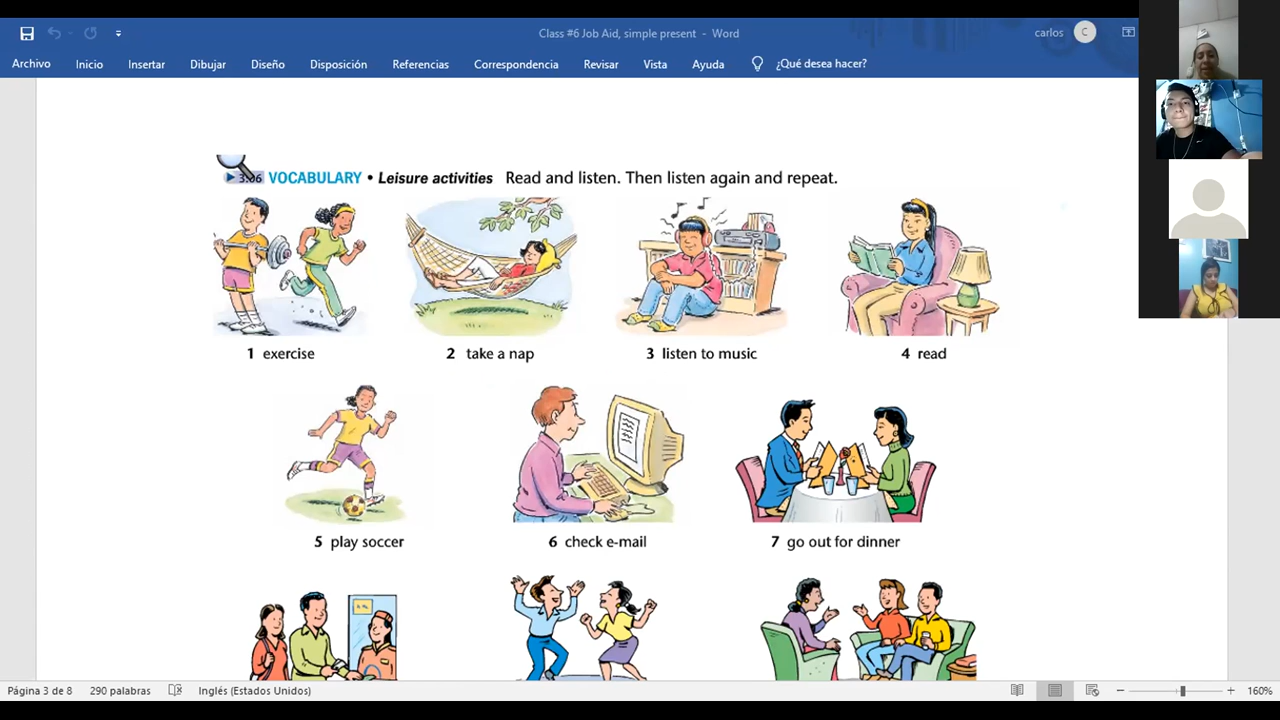 Class #6 Job Aid, simple present - Word
carlos
C
Archivo
Inicio
Insertar
Dibujar
Diseño
Disposición
Referencias
Correspondencia
Revisar
Vista
Ayuda
¿Qué desea hacer?
3:06 VOCABULARY • Leisure activities Read and listen. Then listen again and repeat.
1 exercise
2 take a nap
3 listen to music
4 read
5 play soccer
6 check e-mail
7 go out for dinner
Página 3 de 8
290 palabras
Inglés (Estados Unidos)
160%